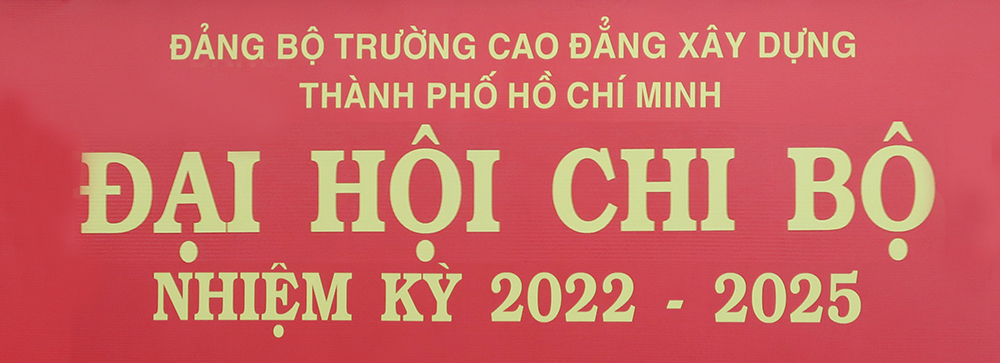 ĐẢNG BỘ TRƯỜNG CAO ĐẲNG XÂY DỰNG
THÀNH PHỐ HỒ CHÍ MINH
ĐẠI HỘI CHI BỘ
NHIỆM KỲ 2022 - 2025